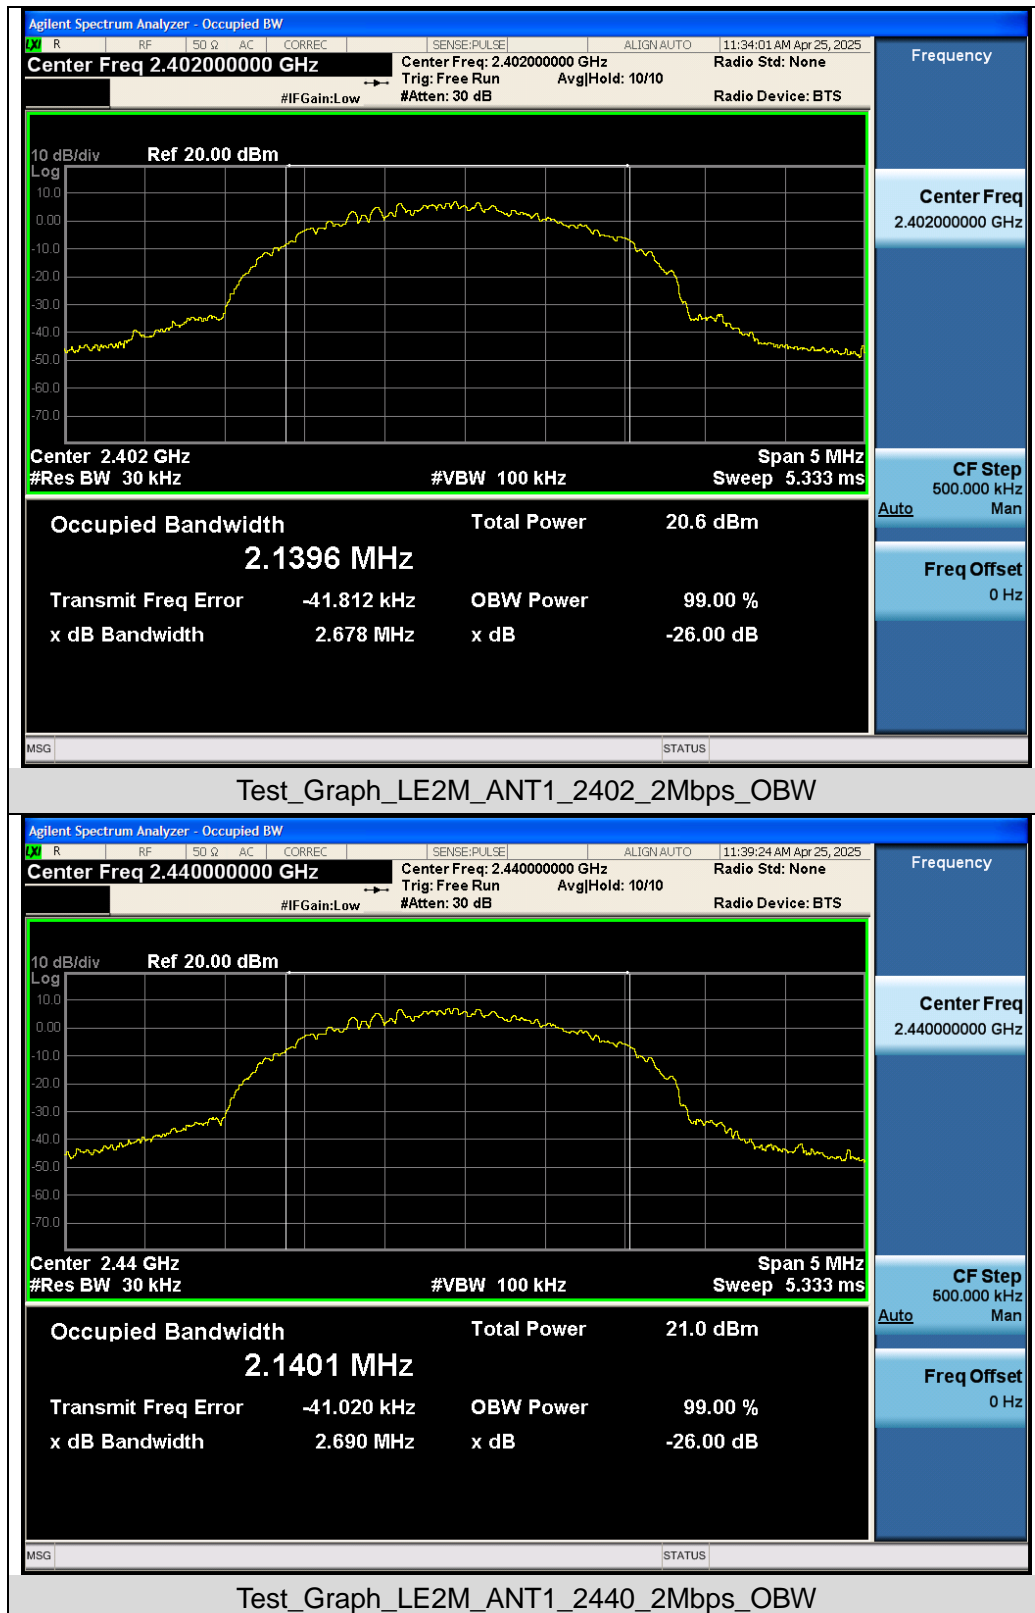 Agilent Spectrum Analyzer - Occupied BW
LXI R RF 50 Ω AC CORREC SENSE:PULSE ALIGN AUTO 11:34:01 AM Apr 25, 2025
Center Freq 2.402000000 GHz Center Freq: 2.402000000 GHz Radio Std: None Frequency
Trig: Free Run Avg|Hold: 10/10
#IFGain:Low #Atten: 30 dB Radio Device: BTS
10 dB/div Ref 20.00 dBm
Log
10.0
0.00
-10.0
-20.0
-30.0
-40.0
-50.0
-60.0
-70.0
Center Freq
2.402000000 GHz
Center 2.402 GHz Span 5 MHz
#Res BW 30 kHz #VBW 100 kHz Sweep 5.333 ms
CF Step
500.000 kHz
Auto Man
Freq Offset
0 Hz
Occupied Bandwidth Total Power 20.6 dBm
2.1396 MHz
Transmit Freq Error -41.812 kHz OBW Power 99.00 %
x dB Bandwidth 2.678 MHz x dB -26.00 dB
MSG STATUS
Test_Graph_LE2M_ANT1_2402_2Mbps_OBW
Agilent Spectrum Analyzer - Occupied BW
LXI R RF 50 Ω AC CORREC SENSE:PULSE ALIGN AUTO 11:39:24 AM Apr 25, 2025
Center Freq 2.440000000 GHz Center Freq: 2.440000000 GHz Radio Std: None Frequency
Trig: Free Run Avg|Hold: 10/10
#IFGain:Low #Atten: 30 dB Radio Device: BTS
10 dB/div Ref 20.00 dBm
Log
10.0
0.00
-10.0
-20.0
-30.0
-40.0
-50.0
-60.0
-70.0
Center Freq
2.440000000 GHz
Center 2.44 GHz Span 5 MHz
#Res BW 30 kHz #VBW 100 kHz Sweep 5.333 ms
CF Step
500.000 kHz
Auto Man
Freq Offset
0 Hz
Occupied Bandwidth Total Power 21.0 dBm
2.1401 MHz
Transmit Freq Error -41.020 kHz OBW Power 99.00 %
x dB Bandwidth 2.690 MHz x dB -26.00 dB
MSG STATUS
Test_Graph_LE2M_ANT1_2440_2Mbps_OBW